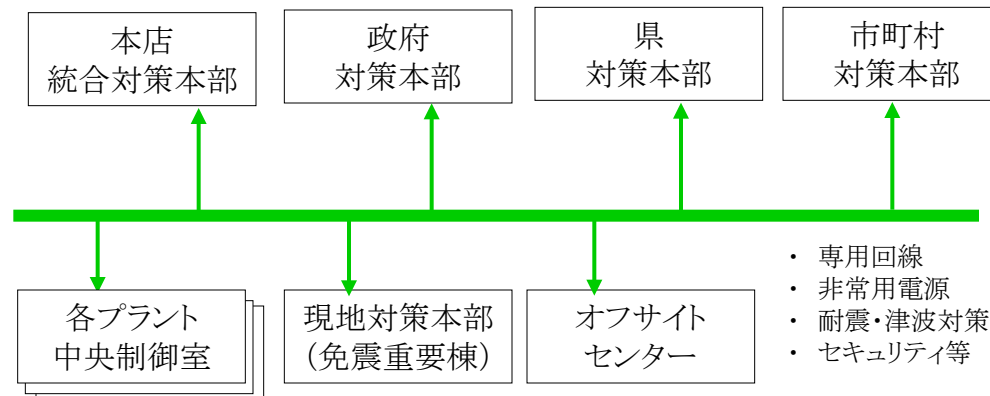 本店
統合対策本部
政府
対策本部
県
対策本部
市町村
対策本部
各プラント
中央制御室
現地対策本部
(免震重要棟)
オフサイト
センター
・ 専用回線
・ 非常用電源
・ 耐震・津波対策
・ セキュリティ等